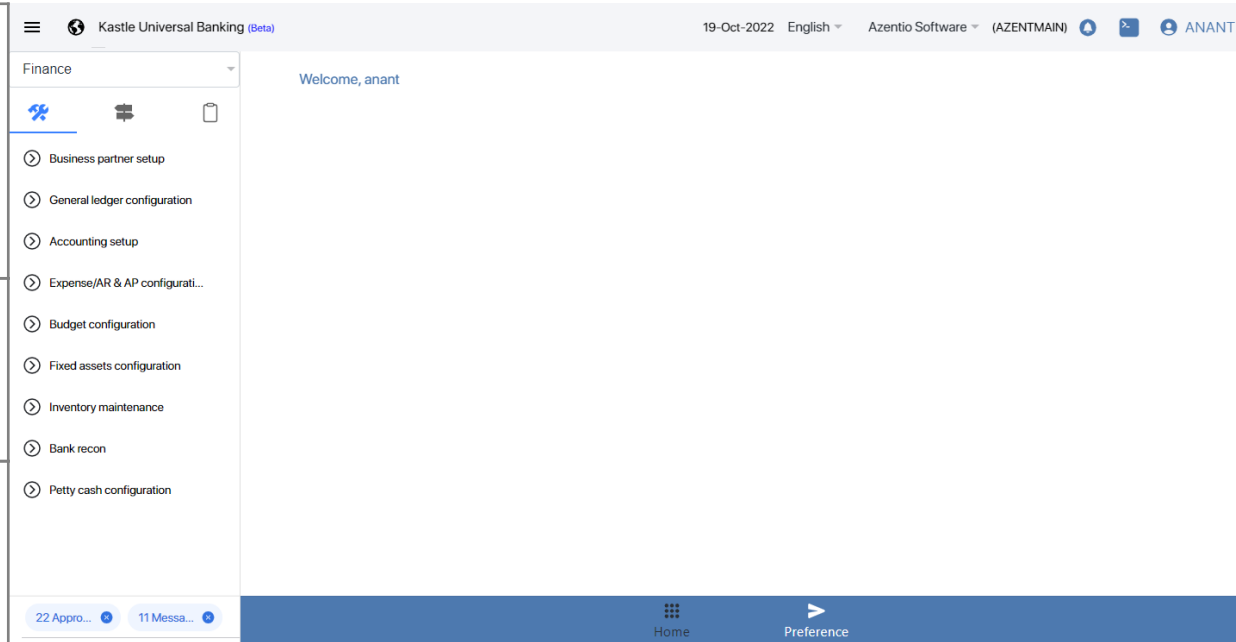 Kastle Universal Banking (Beta) 19-Oct-2022 English Azentio Software (AZENTMAIN) ANANT
Finance
Welcome, anant
Business partner setup
General ledger configuration
Accounting setup
Expense/AR & AP configurati...
Budget configuration
Fixed assets configuration
Inventory maintenance
Bank recon
Petty cash configuration
22 Appro... 11 Messa...
Home Preference